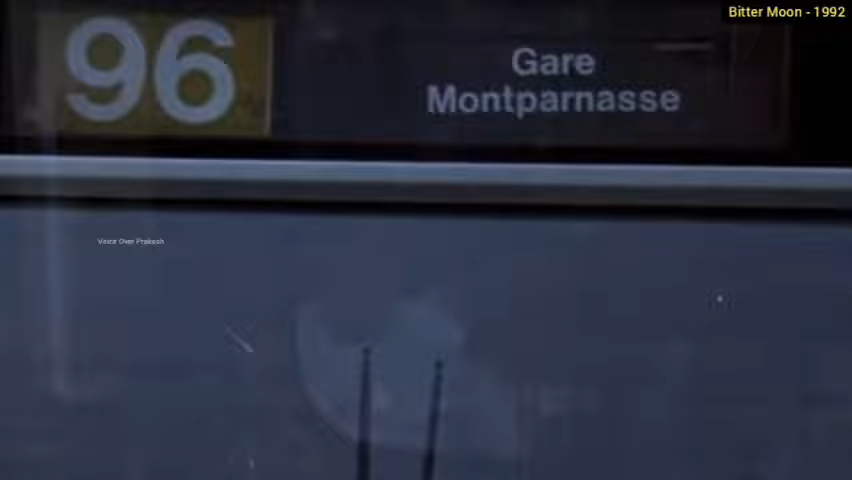 Bitter Moon - 1992
96
Gare
Montparnasse
Voice Over Prakash